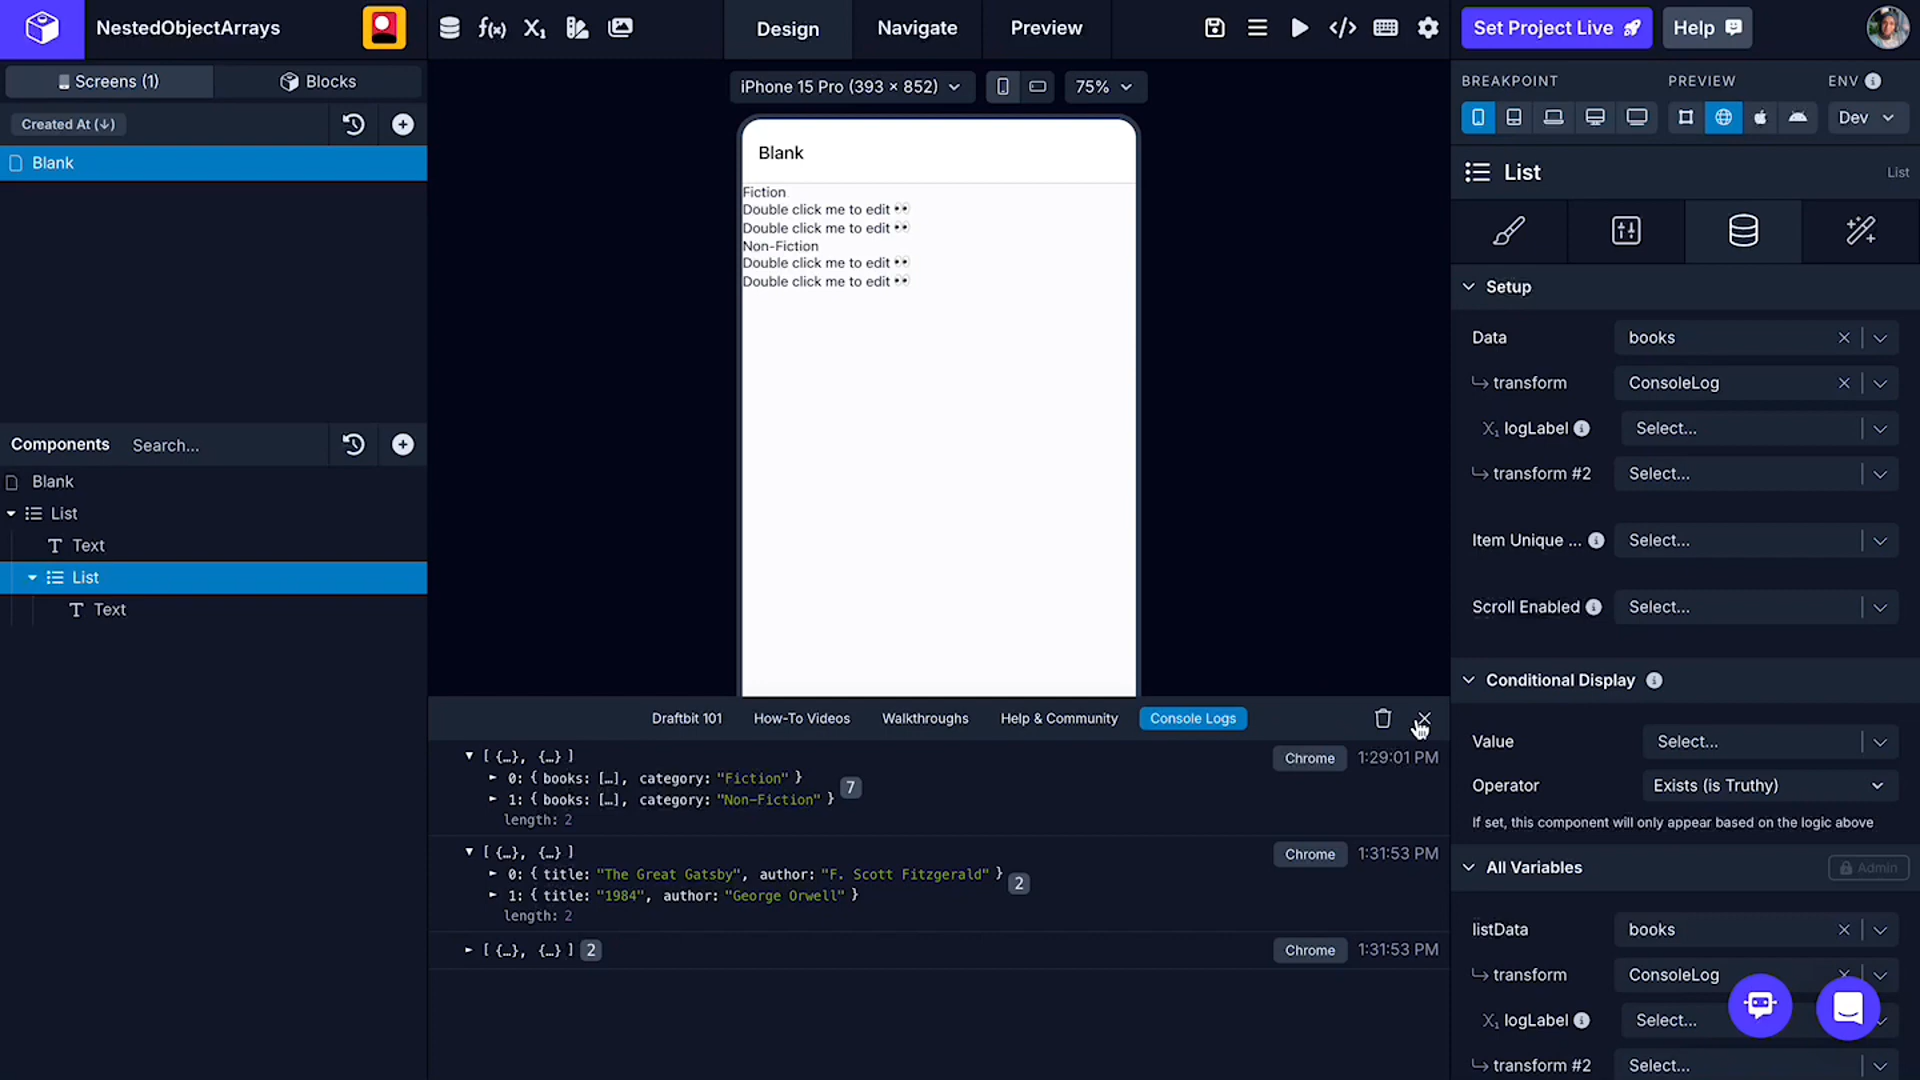 NestedObjectArrays
f(x)
X₁
Design
Navigate
Preview
Set Project Live
Help
Screens (1)
Blocks
Created At (↓)
Blank
Components
Search...
Blank
List
Text
List
Text
iPhone 15 Pro (393 × 852)
75%
Blank
Fiction
Double click me to edit 👀
Double click me to edit 👀
Non-Fiction
Double click me to edit 👀
Double click me to edit 👀
Draftbit 101
How-To Videos
Walkthroughs
Help & Community
Console Logs
▼ [ {…}, {…} ]
► 0: { books: […], category: "Fiction" }
► 1: { books: […], category: "Non-Fiction" }
7
length: 2
Chrome
1:29:01 PM
▼ [ {…}, {…} ]
► 0: { title: "The Great Gatsby", author: "F. Scott Fitzgerald" }
► 1: { title: "1984", author: "George Orwell" }
2
length: 2
Chrome
1:31:53 PM
► [ {…}, {…} ] 2
Chrome
1:31:53 PM
BREAKPOINT
PREVIEW
ENV
Dev
List
List
Setup
Data
books
transform
ConsoleLog
X₁ logLabel
Select...
transform #2
Select...
Item Unique ...
Select...
Scroll Enabled
Select...
Conditional Display
Value
Select...
Operator
Exists (is Truthy)
If set, this component will only appear based on the logic above
All Variables
Admin
listData
books
transform
ConsoleLog
X₁ logLabel
Select...
transform #2
Select...